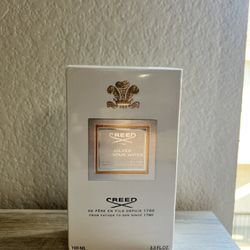 CREED
SILVER
MOUNTAIN WATER
CREED
DE PÈRE EN FILS DEPUIS 1760
FROM FATHER TO SON SINCE 1760
100 ML
3.3 FL.OZ